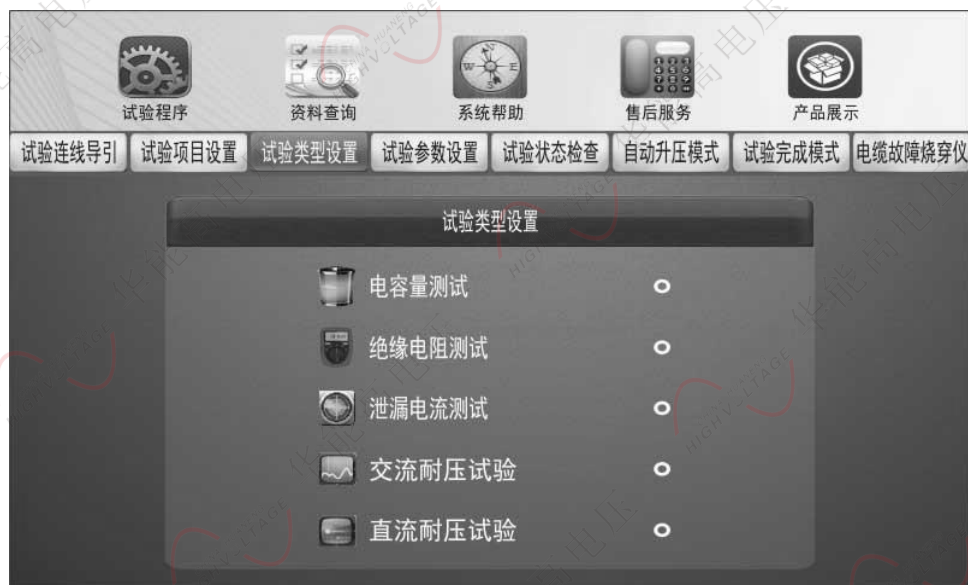 试验程序 资料查询 系统帮助 售后服务 产品展示
试验连线导引 试验项目设置 试验类型设置 试验参数设置 试验状态检查 自动升压模式 试验完成模式 电缆故障烧穿仪
试验类型设置
电容量测试
绝缘电阻测试
泄漏电流测试
交流耐压试验
直流耐压试验